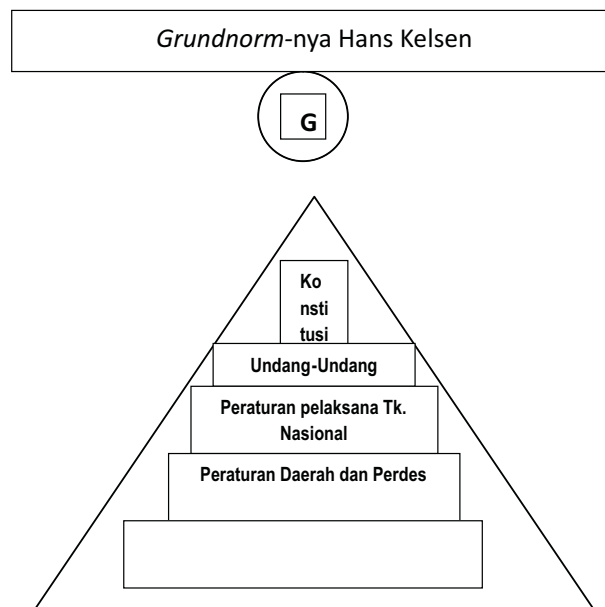 Grundnorm-nya Hans Kelsen
G
Ko
nsti
tusi
Undang-Undang
Peraturan pelaksana Tk.
Nasional
Peraturan Daerah dan Perdes